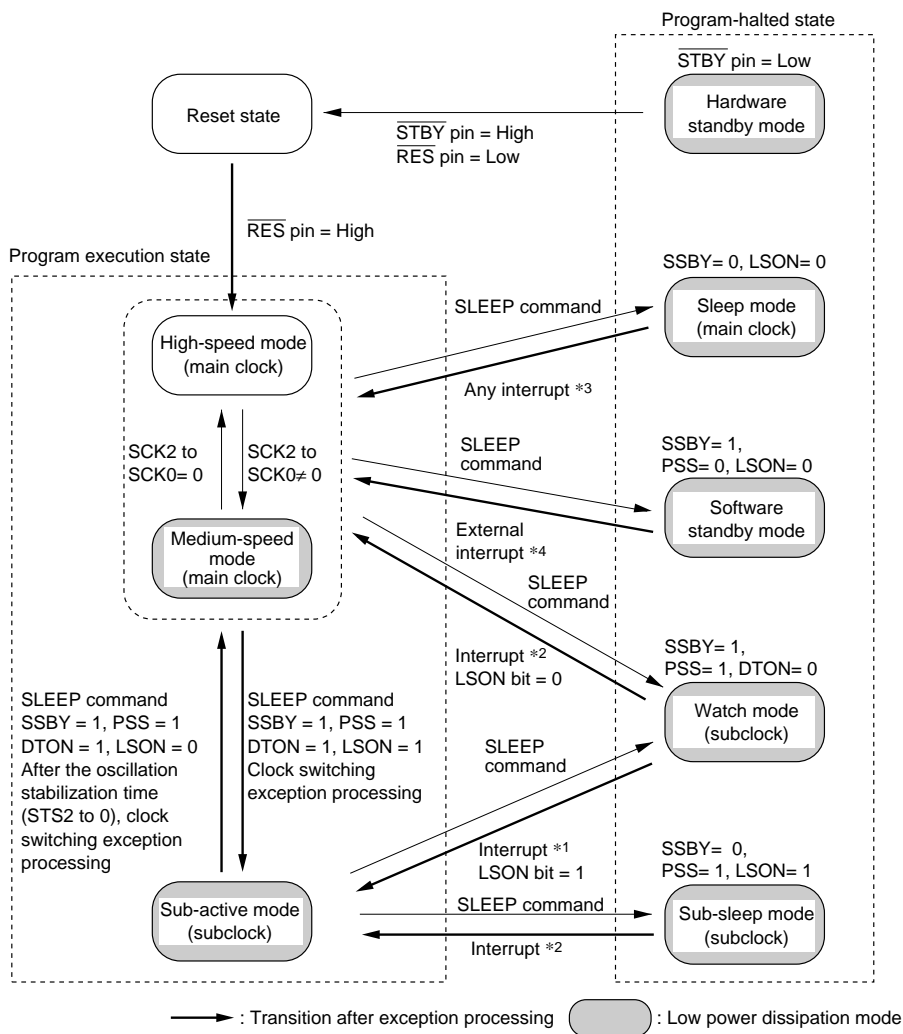 Program-halted state
STBY pin = Low
Hardware
standby mode
Reset state
STBY pin = High
RES pin = Low
RES pin = High
Program execution state
SSBY= 0, LSON= 0
SLEEP command
Sleep mode
(main clock)
High-speed mode
(main clock)
Any interrupt *3
SSBY= 1,
PSS= 0, LSON= 0
SLEEP
command
SCK2 to
SCK0= 0
SCK2 to
SCK0≠ 0
Software
standby mode
Medium-speed
mode
(main clock)
External
interrupt *4
SLEEP
command
SSBY= 1,
PSS= 1, DTON= 0
Interrupt *2
LSON bit = 0
Watch mode
(subclock)
SLEEP command
SSBY = 1, PSS = 1
DTON = 1, LSON = 0
After the oscillation
stabilization time
(STS2 to 0), clock
switching exception
processing
SLEEP command
SSBY = 1, PSS = 1
DTON = 1, LSON = 1
Clock switching
exception processing
SLEEP
command
Interrupt *1
LSON bit = 1
SSBY= 0,
PSS= 1, LSON= 1
Sub-active mode
(subclock)
SLEEP command
Sub-sleep mode
(subclock)
Interrupt *2
: Transition after exception processing
: Low power dissipation mode